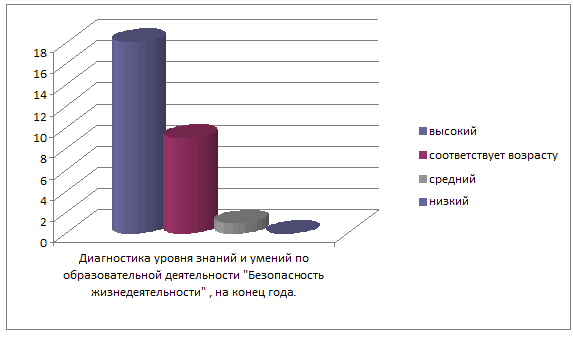 18
16
14
12
10
8
6
4
2
0
высокий
соответствует возрасту
средний
низкий
Диагностика уровня знаний и умений по
образовательной деятельности "Безопасность
жизнедеятельности" , на конец года.